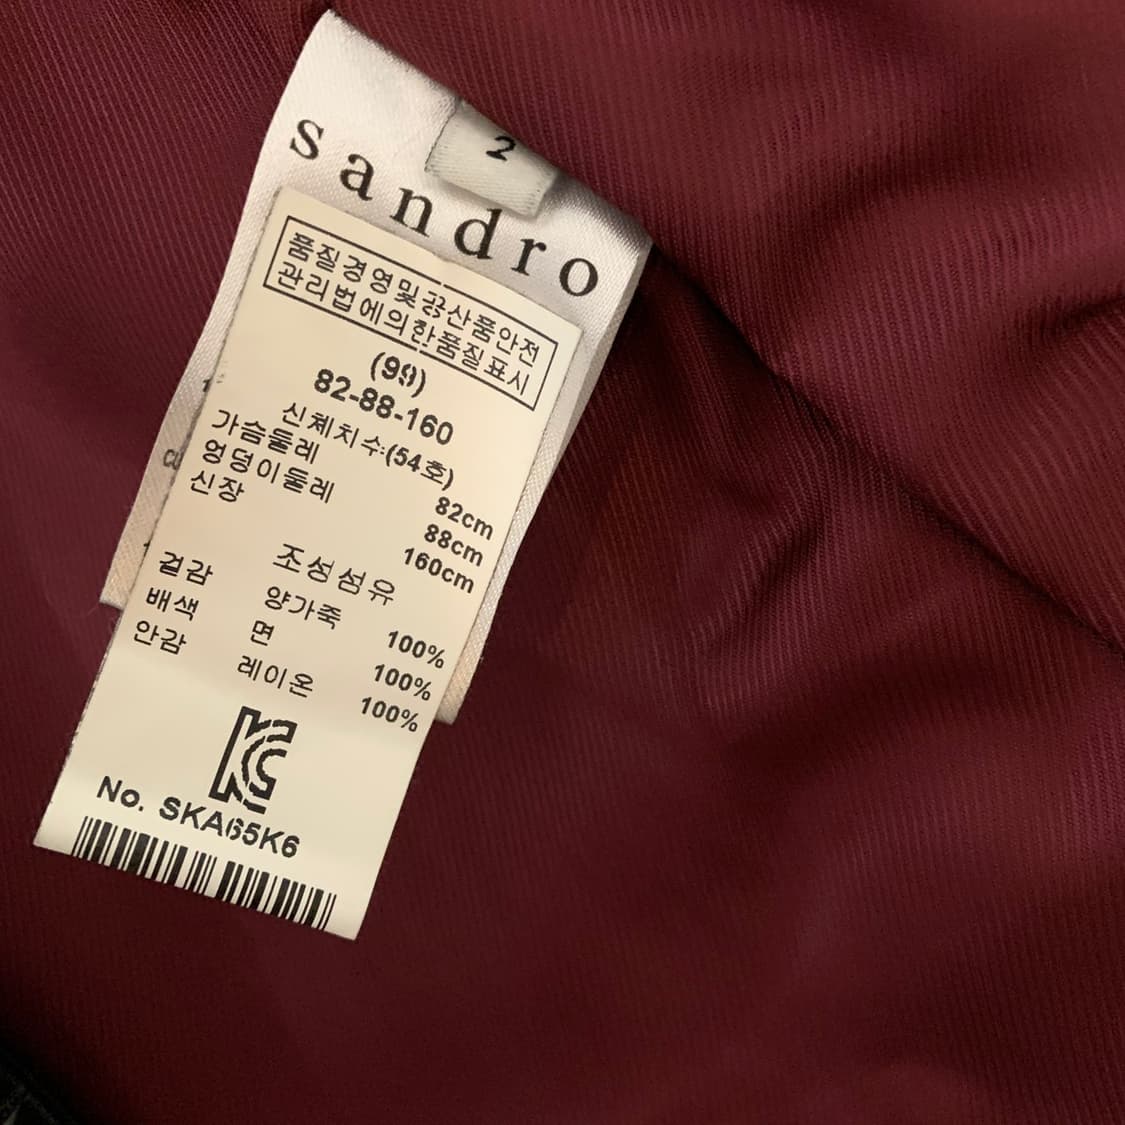 sandro
2
품질경영및공산품안전
관리법에의한품질표시
(99)
82-88-160
신체치수:(54호)
가슴둘레 82cm
엉덩이둘레 88cm
신장 160cm
조성섬유
겉감 양가죽 100%
배색 면 100%
안감 레이온 100%
KC
No. SKA65K6